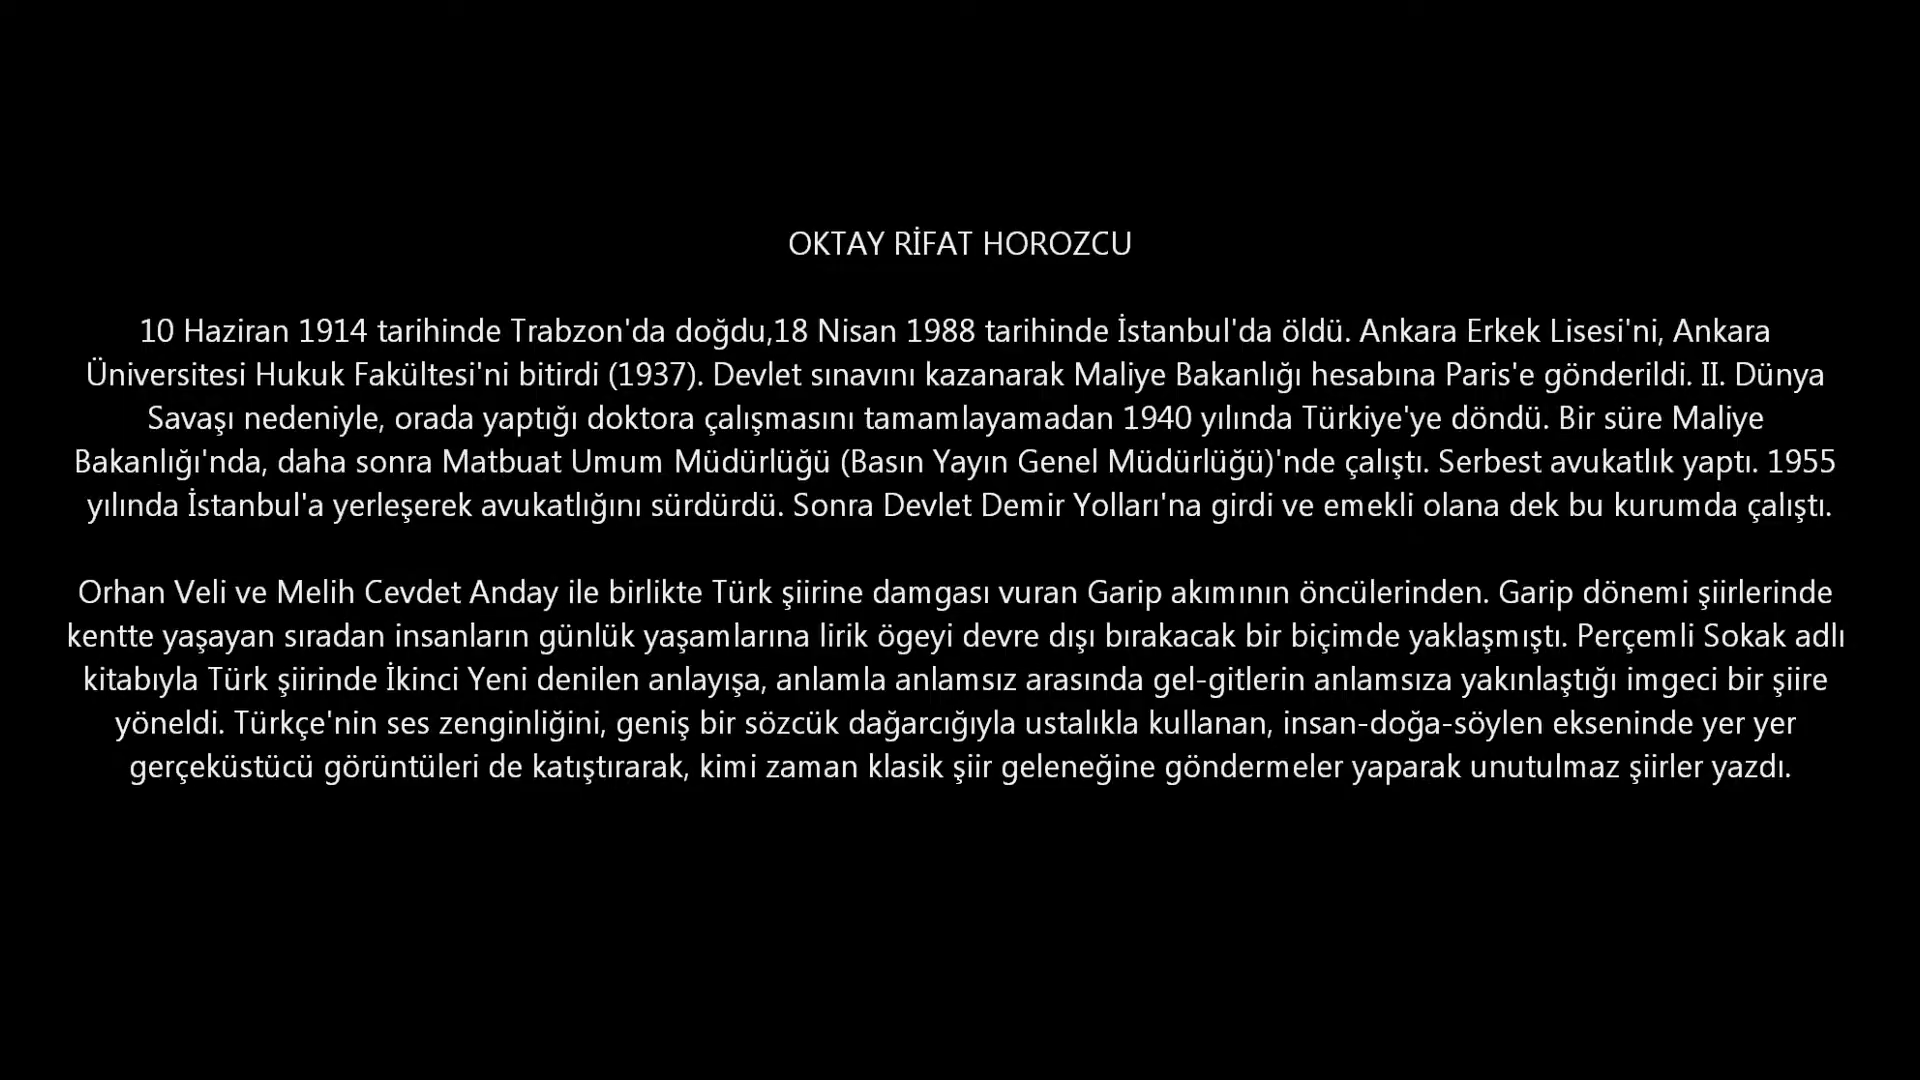 OKTAY RİFAT HOROZCU
10 Haziran 1914 tarihinde Trabzon'da doğdu,18 Nisan 1988 tarihinde İstanbul'da öldü. Ankara Erkek Lisesi'ni, Ankara
Üniversitesi Hukuk Fakültesi'ni bitirdi (1937). Devlet sınavını kazanarak Maliye Bakanlığı hesabına Paris'e gönderildi. II. Dünya
Savaşı nedeniyle, orada yaptığı doktora çalışmasını tamamlayamadan 1940 yılında Türkiye'ye döndü. Bir süre Maliye
Bakanlığı'nda, daha sonra Matbuat Umum Müdürlüğü (Basın Yayın Genel Müdürlüğü)'nde çalıştı. Serbest avukatlık yaptı. 1955
yılında İstanbul'a yerleşerek avukatlığını sürdürdü. Sonra Devlet Demir Yolları'na girdi ve emekli olana dek bu kurumda çalıştı.
Orhan Veli ve Melih Cevdet Anday ile birlikte Türk şiirine damgası vuran Garip akımının öncülerinden. Garip dönemi şiirlerinde
kentte yaşayan sıradan insanların günlük yaşamlarına lirik ögeyi devre dışı bırakacak bir biçimde yaklaşmıştı. Perçemli Sokak adlı
kitabıyla Türk şiirinde İkinci Yeni denilen anlayışa, anlamla anlamsız arasında gel-gitlerin anlamsıza yakınlaştığı imgeci bir şiire
yöneldi. Türkçe'nin ses zenginliğini, geniş bir sözcük dağarcığıyla ustalıkla kullanan, insan-doğa-söylen ekseninde yer yer
gerçeküstücü görüntüleri de katıştırarak, kimi zaman klasik şiir geleneğine göndermeler yaparak unutulmaz şiirler yazdı.